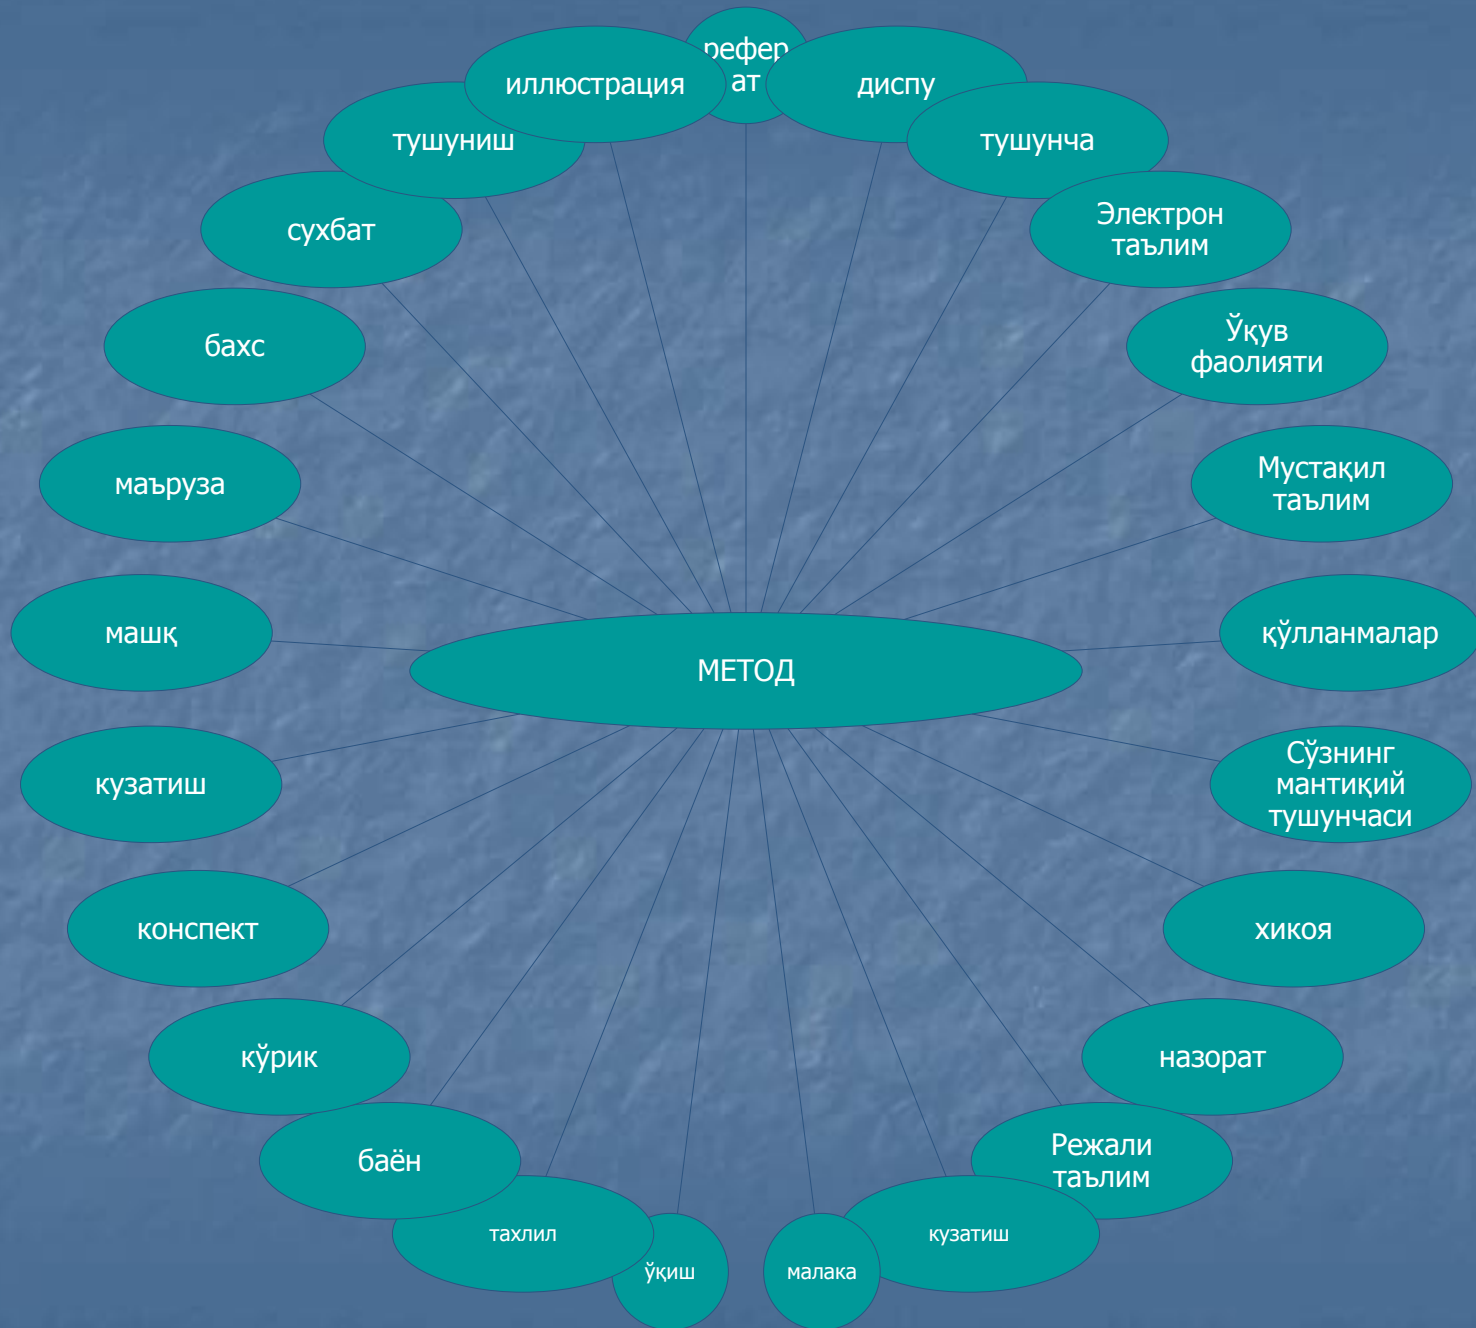 рефер
ат
диспу
тушунча
Электрон
таълим
Ўқув
фаолияти
Мустақил
таълим
қўлланмалар
Сўзнинг
мантиқий
тушунчаси
хикоя
назорат
Режали
таълим
кузатиш
малака
ўқиш
тахлил
баён
кўрик
конспект
кузатиш
машқ
маъруза
бахс
сухбат
тушуниш
иллюстрация
МЕТОД